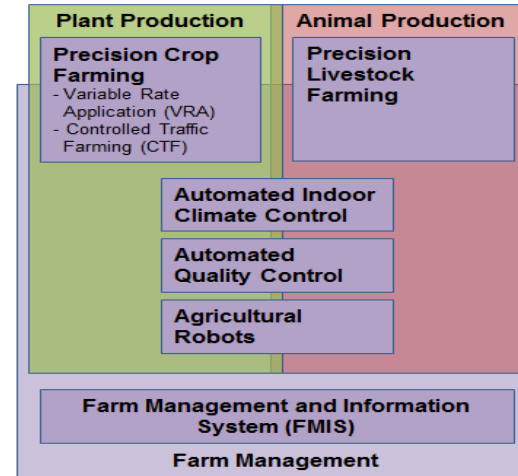 Plant Production
Animal Production
Precision Crop
Farming
- Variable Rate
Application (VRA)
- Controlled Traffic
Farming (CTF)
Precision
Livestock
Farming
Automated Indoor
Climate Control
Automated
Quality Control
Agricultural
Robots
Farm Management and Information
System (FMIS)
Farm Management